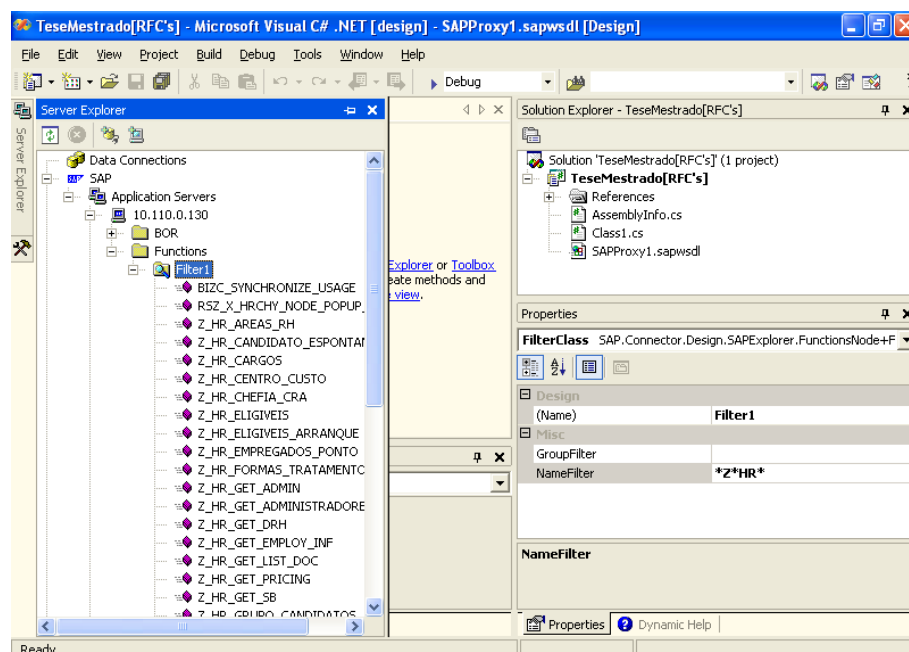 TeseMestrado[RFC's] - Microsoft Visual C# .NET [design] - SAPProxy1.sapwsdl [Design]
File Edit View Project Build Debug Tools Window Help
Debug
Server Explorer
Server Explorer
Data Connections
SAP
Application Servers
10.110.0.130
BOR
Functions
Filter1
BIZC_SYNCHRONIZE_USAGE
RSZ_X_HRCHY_NODE_POPUP_
Z_HR_AREAS_RH
Z_HR_CANDIDATO_ESPONTAN
Z_HR_CARGOS
Z_HR_CENTRO_CUSTO
Z_HR_CHEFIA_CRA
Z_HR_ELIGIVEIS
Z_HR_ELIGIVEIS_ARRANQUE
Z_HR_EMPREGADOS_PONTO
Z_HR_FORMAS_TRATAMENTO
Z_HR_GET_ADMIN
Z_HR_GET_ADMINISTRADORE
Z_HR_GET_DRH
Z_HR_GET_EMPLOY_INF
Z_HR_GET_LIST_DOC
Z_HR_GET_PRICING
Z_HR_GET_SB
Z_HR_GRUPO_CANDIDATOS
Explorer or Toolbox
eate methods and
view.
Solution Explorer - TeseMestrado[RFC's]
Solution 'TeseMestrado[RFC's]' (1 project)
TeseMestrado[RFC's]
References
AssemblyInfo.cs
Class1.cs
SAPProxy1.sapwsdl
Properties
FilterClass SAP.Connector.Design.SAPExplorer.FunctionsNode+F
Design
(Name) Filter1
Misc
GroupFilter
NameFilter *Z*HR*
NameFilter
Properties Dynamic Help
Ready